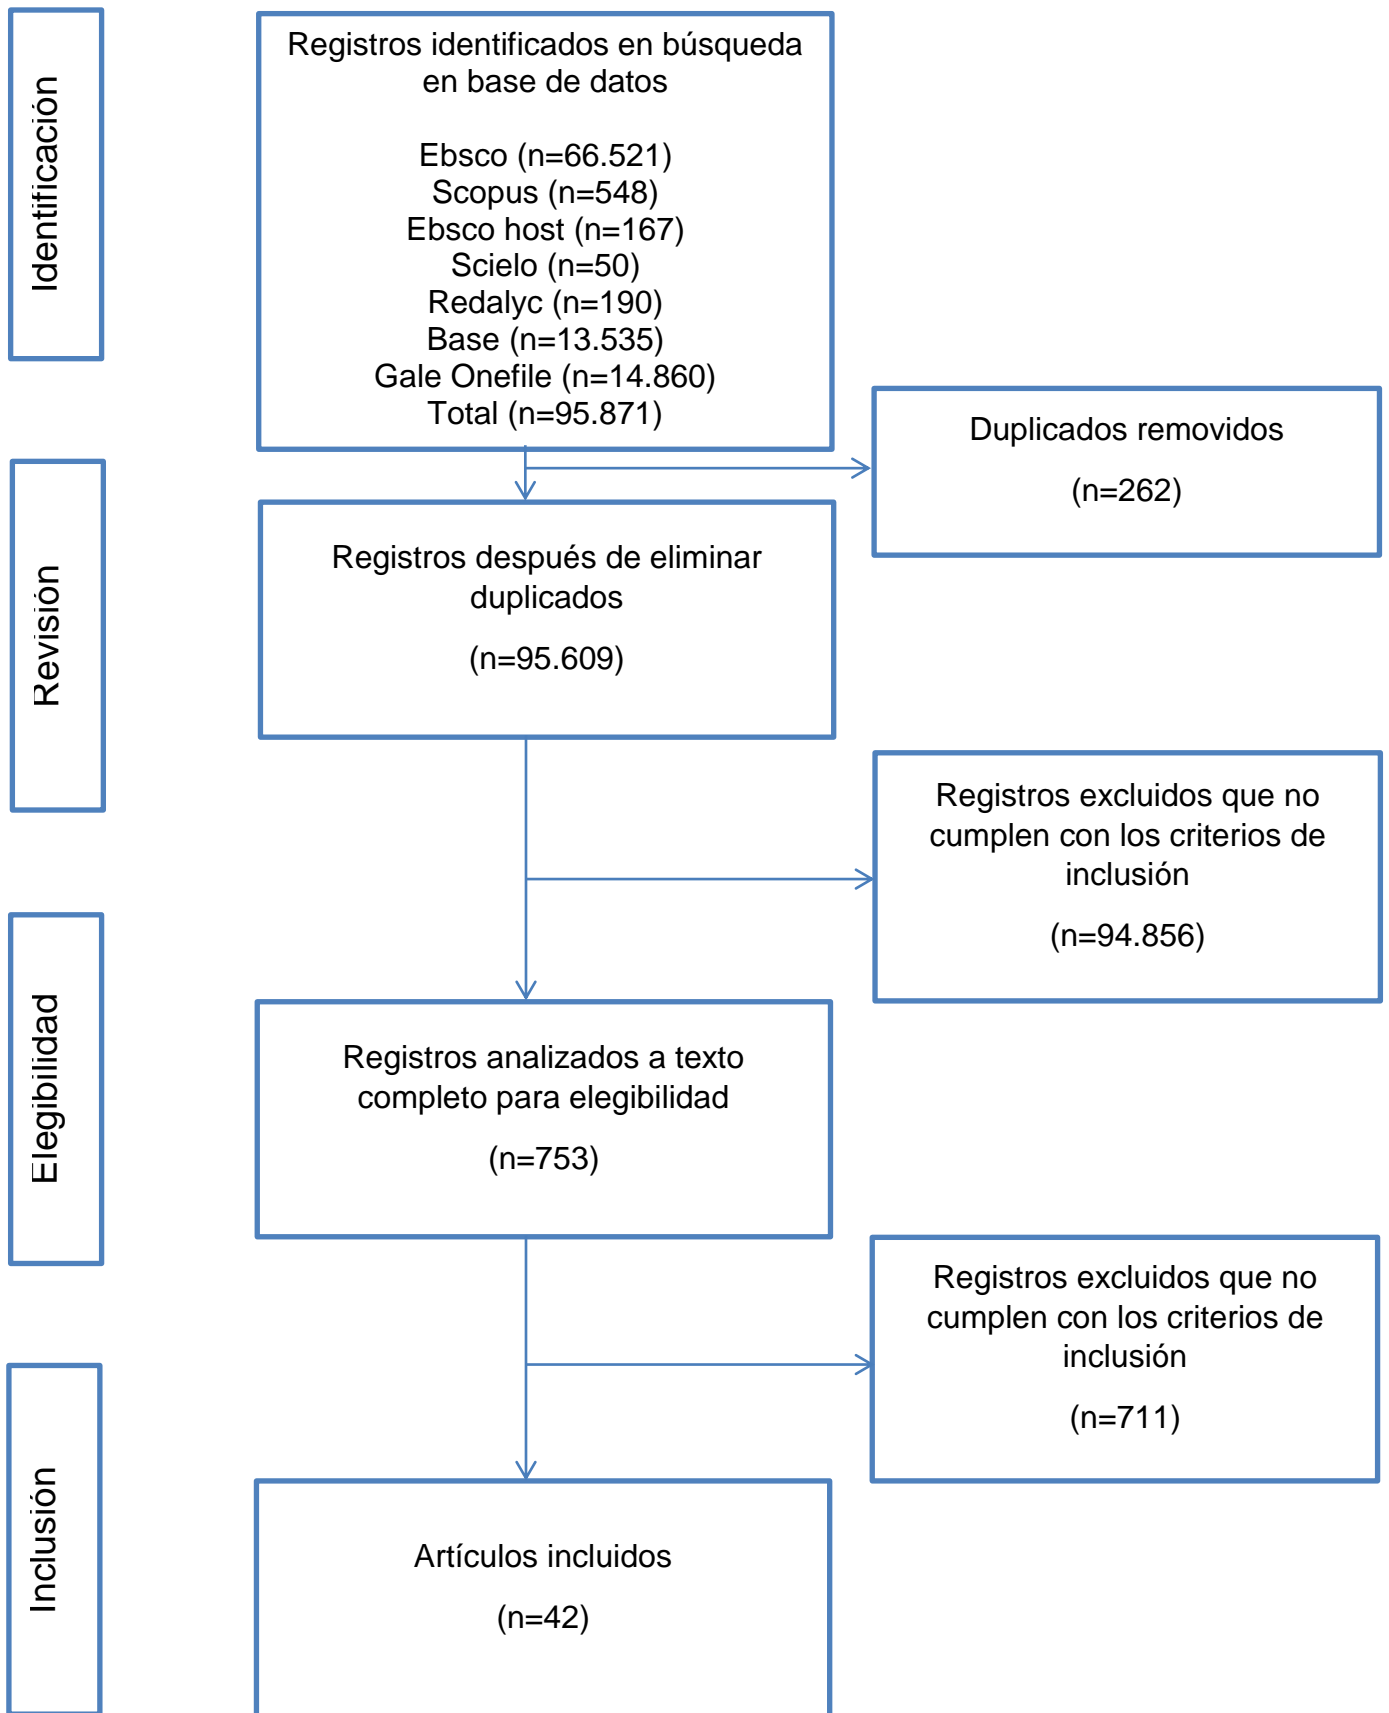 Identificación
Registros identificados en búsqueda
en base de datos
Ebsco (n=66.521)
Scopus (n=548)
Ebsco host (n=167)
Scielo (n=50)
Redalyc (n=190)
Base (n=13.535)
Gale Onefile (n=14.860)
Total (n=95.871)
Duplicados removidos
(n=262)
Revisión
Registros después de eliminar
duplicados
(n=95.609)
Registros excluidos que no
cumplen con los criterios de
inclusión
(n=94.856)
Elegibilidad
Registros analizados a texto
completo para elegibilidad
(n=753)
Registros excluidos que no
cumplen con los criterios de
inclusión
(n=711)
Inclusión
Artículos incluidos
(n=42)